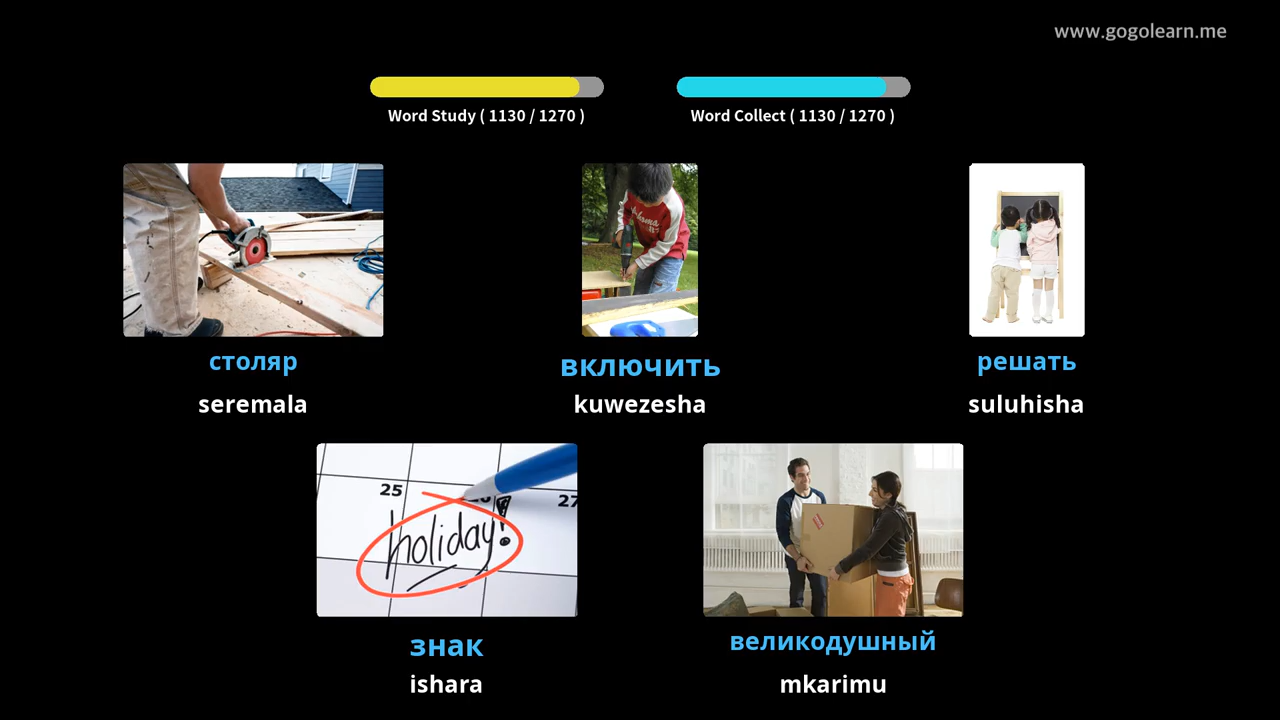 www.gogolearn.me
Word Study ( 1130 / 1270 )
Word Collect ( 1130 / 1270 )
столяр
включить
решать
seremala
kuwezesha
suluhisha
25
27
holiday!
знак
великодушный
ishara
mkarimu